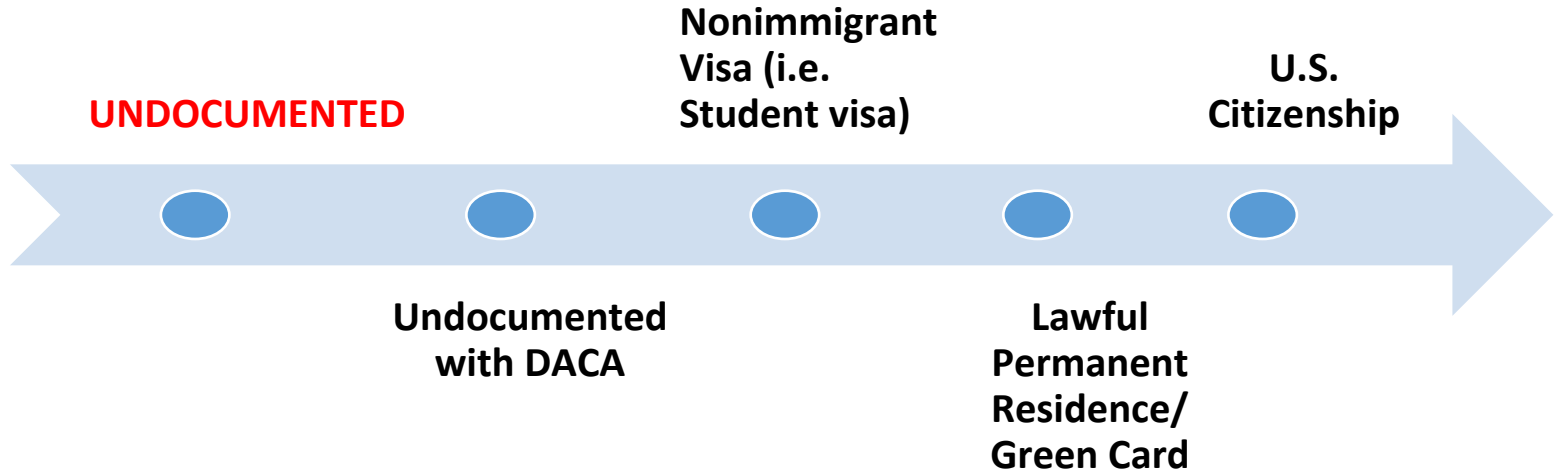 UNDOCUMENTED
Undocumented
with DACA
Nonimmigrant
Visa (i.e.
Student visa)
Lawful
Permanent
Residence/
Green Card
U.S.
Citizenship